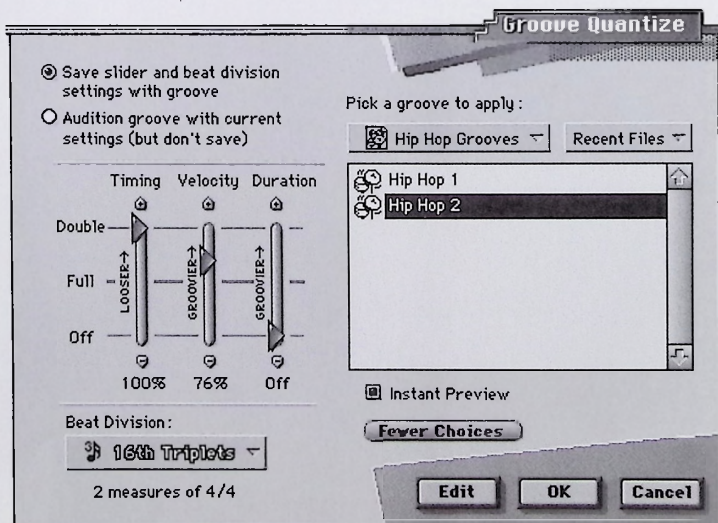 Groove Quantize
Save slider and beat division
settings with groove
Audition groove with current
settings (but don't save)
Timing Velocity Duration
Double
Full
Off
LOOSER→
GROOVIER→
GROOVIER→
100% 76% Off
Beat Division:
3 16th Triplets
2 measures of 4/4
Pick a groove to apply:
Hip Hop Grooves
Recent Files
Hip Hop 1
Hip Hop 2
Instant Preview
Fewer Choices
Edit OK Cancel